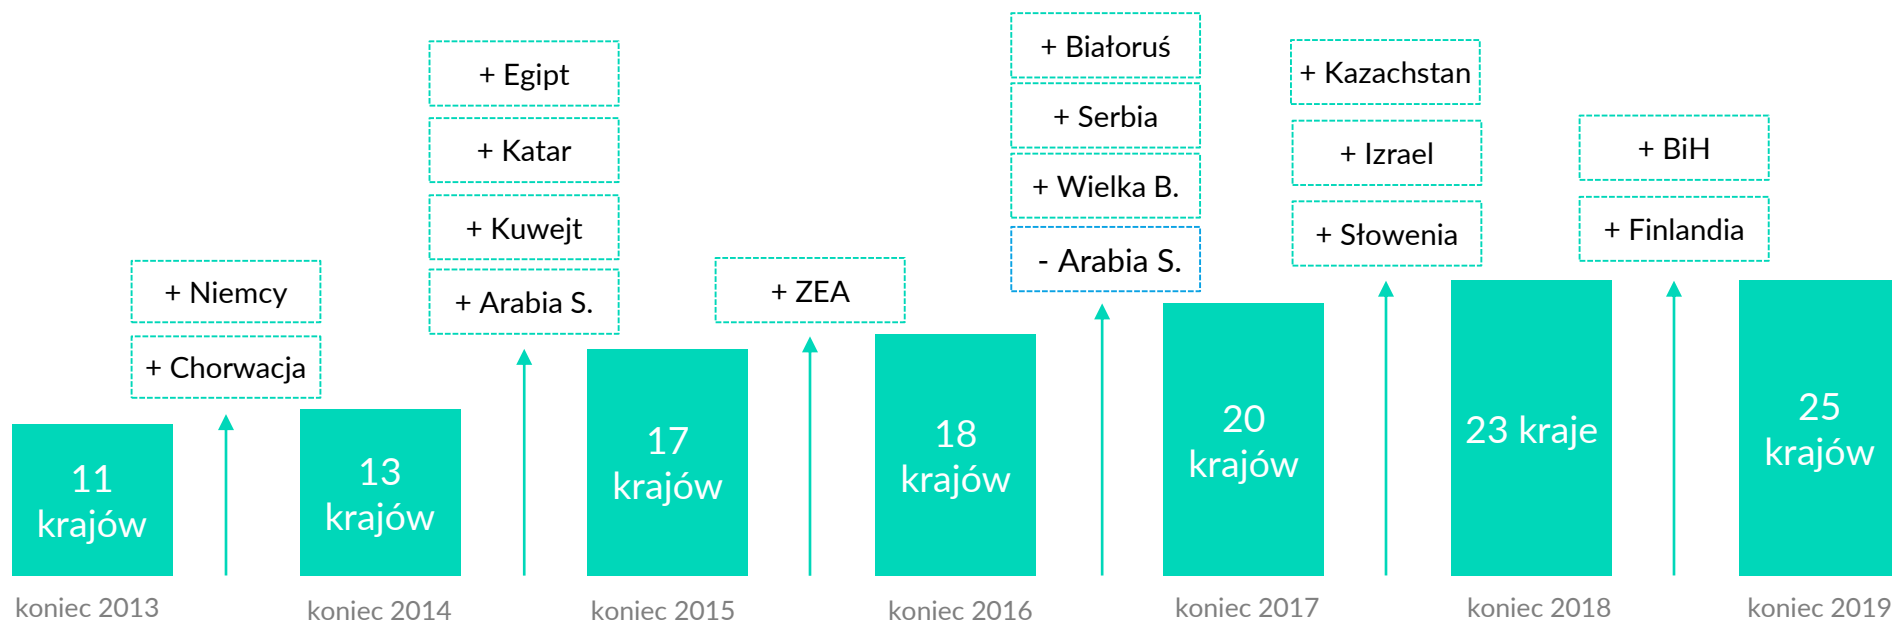 + Niemcy
+ Chorwacja
+ Egipt
+ Katar
+ Kuwejt
+ Arabia S.
+ ZEA
+ Białoruś
+ Serbia
+ Wielka B.
- Arabia S.
+ Kazachstan
+ Izrael
+ Słowenia
+ BiH
+ Finlandia
11
krajów
13
krajów
17
krajów
18
krajów
20
krajów
23 kraje
25
krajów
koniec 2013
koniec 2014
koniec 2015
koniec 2016
koniec 2017
koniec 2018
koniec 2019